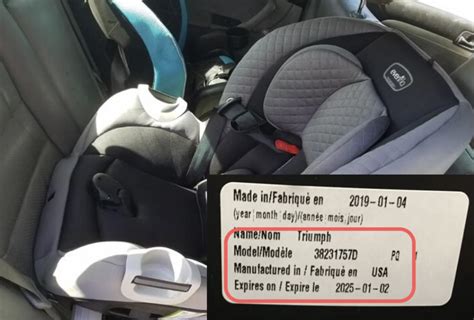 evenflo
Made in/Fabriqué en 2019-01-04
(year, month, day)/(année, mois, jour)
Name/Nom Triumph
Model/Modèle 38231757D
Manufactured in / Fabriqué en USA
Expires on / Expire le 2025-01-02